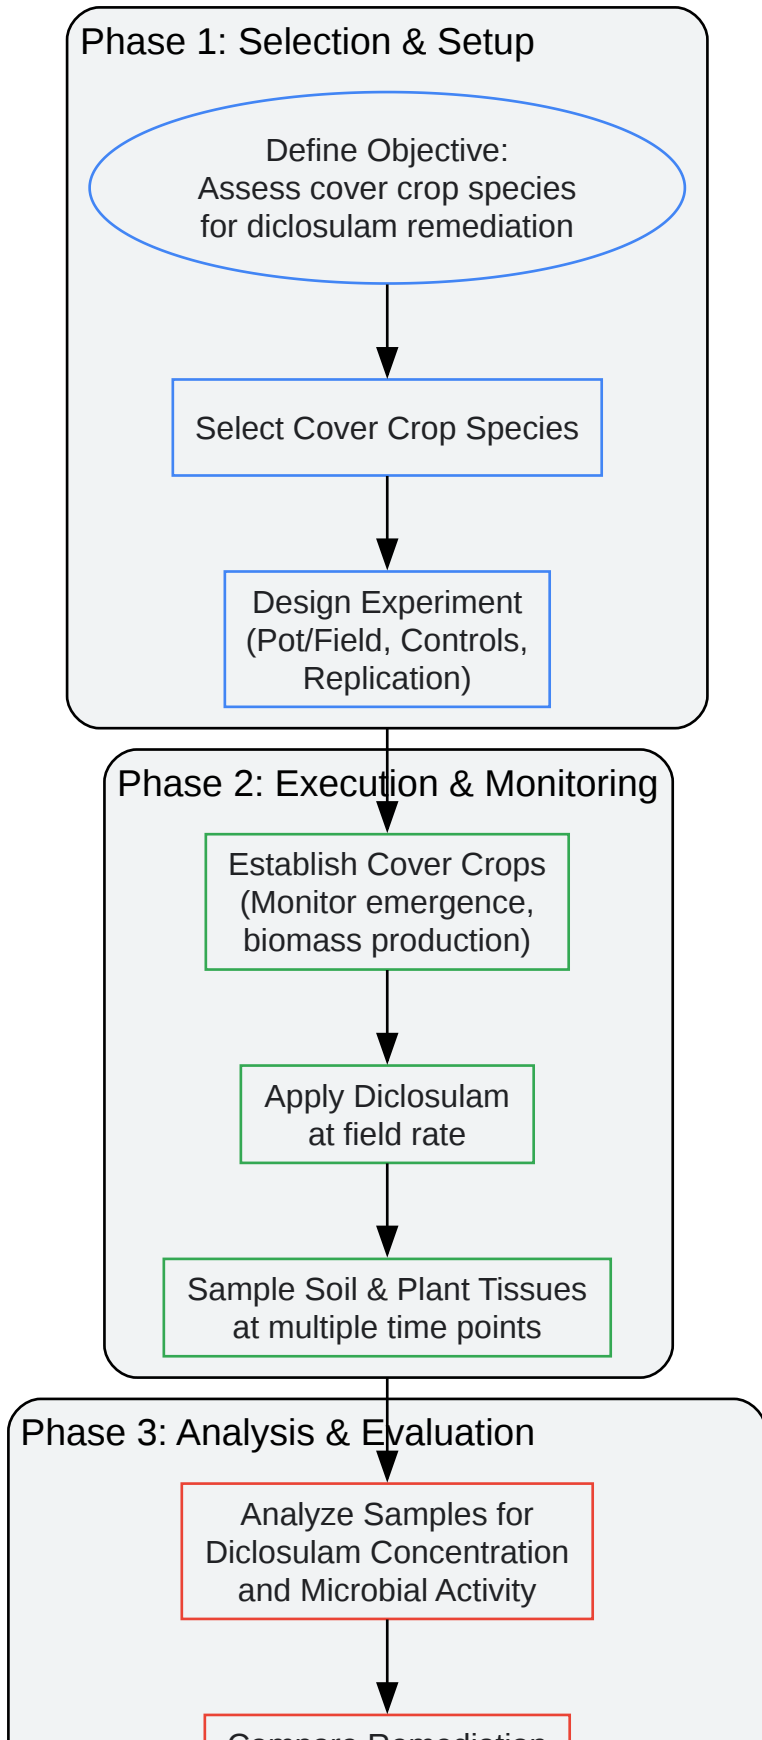 Phase 1: Selection & Setup
Define Objective:
Assess cover crop species
for diclosulam remediation
Select Cover Crop Species
Design Experiment
(Pot/Field, Controls,
Replication)
Phase 2: Execution & Monitoring
Establish Cover Crops
(Monitor emergence,
biomass production)
Apply Diclosulam
at field rate
Sample Soil & Plant Tissues
at multiple time points
Phase 3: Analysis & Evaluation
Analyze Samples for
Diclosulam Concentration
and Microbial Activity
Compare Remediation